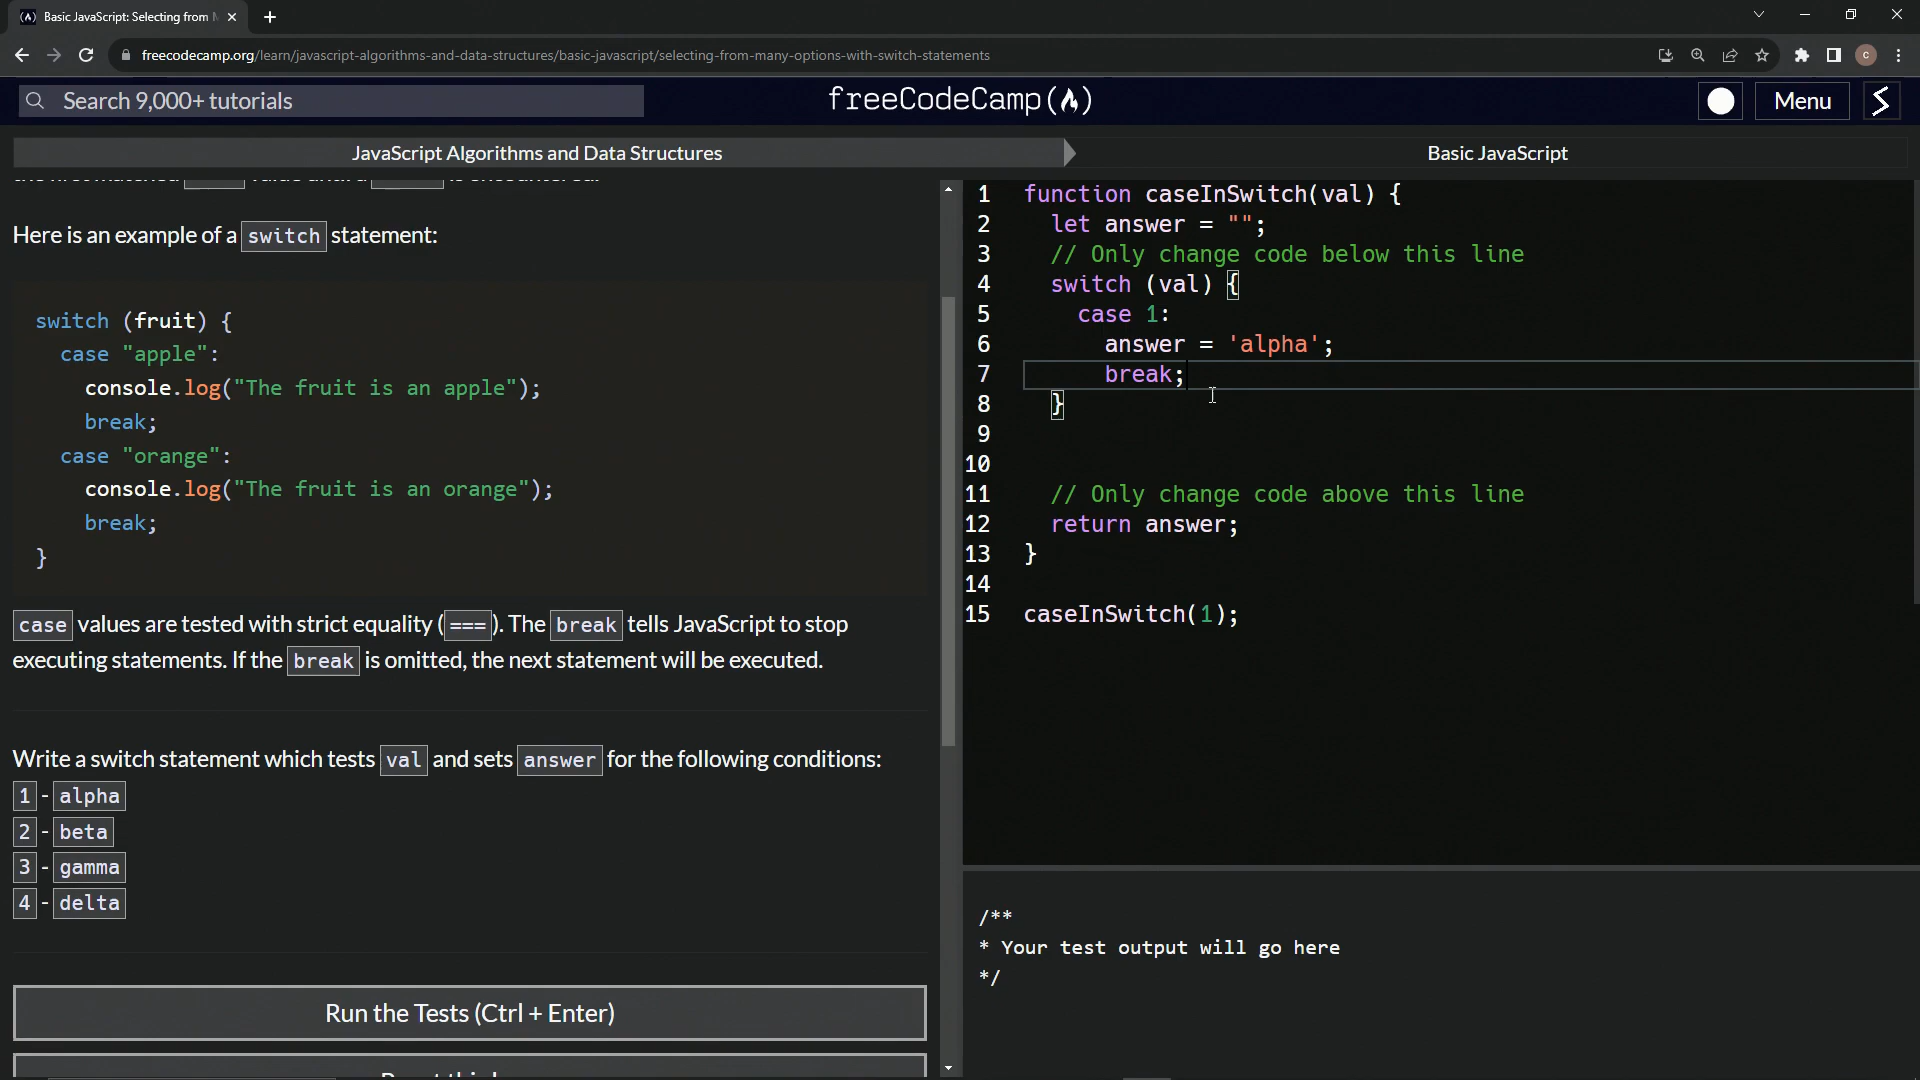 Basic JavaScript: Selecting from
freecodecamp.org/learn/javascript-algorithms-and-data-structures/basic-javascript/selecting-from-many-options-with-switch-statements
C
Search 9,000+ tutorials
freeCodeCamp
Menu
JavaScript Algorithms and Data Structures
Basic JavaScript
Here is an example of a switch statement:
switch (fruit) {
case "apple":
console.log("The fruit is an apple");
break;
case "orange":
console.log("The fruit is an orange");
break;
}
case values are tested with strict equality (===). The break tells JavaScript to stop
executing statements. If the break is omitted, the next statement will be executed.
Write a switch statement which tests val and sets answer for the following conditions:
1 - alpha
2 - beta
3 - gamma
4 - delta
Run the Tests (Ctrl + Enter)
1 function caseInSwitch(val) {
2 let answer = "";
3 // Only change code below this line
4 switch (val) {
5 case 1:
6 answer = 'alpha';
7 break;
8 }
9
10
11 // Only change code above this line
12 return answer;
13 }
14
15 caseInSwitch(1);
/**
* Your test output will go here
*/